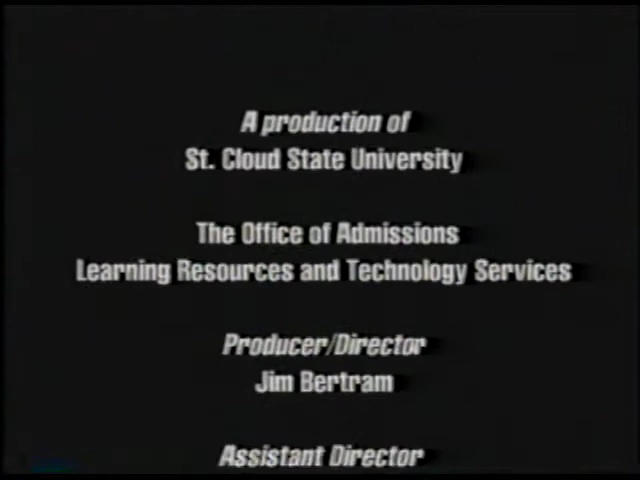 A production of
St. Cloud State University
The Office of Admissions
Learning Resources and Technology Services
Producer/Director
Jim Bertram
Assistant Director